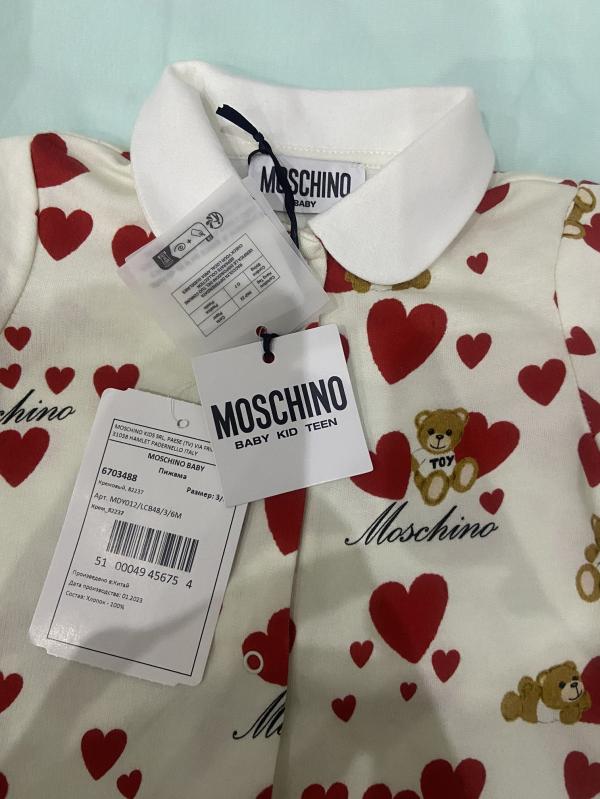 MOSCHINO
BABY
MOSCHINO
BABY KID TEEN
MOSCHINO KIDS SRL. PAESE (TV) VIA
31038 HAMLET PADERNELLO ITALY
MOSCHINO BABY
6703488
Пижама
Кремовый, 82237
Размер: 3/
Арт. MDY012/LCB48/3/6M
Крем_82237
51 00049 45675 4
Произведено в:Китай
Дата производства: 01.2023
Состав: Хлопок - 100%
TOY
Moschino
chino
M